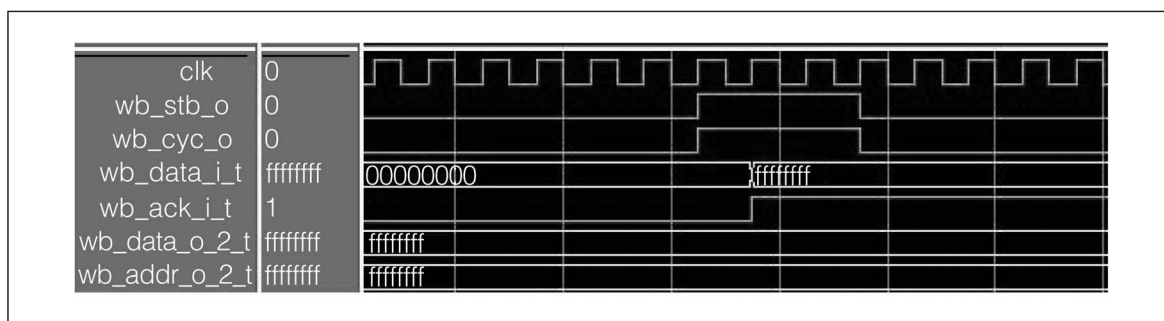 clk 0
wb_stb_o 0
wb_cyc_o 0
wb_data_i_t ffffffff 00000000 ffffffff
wb_ack_i_t 1
wb_data_o_2_t ffffffff ffffffff
wb_addr_o_2_t ffffffff ffffffff